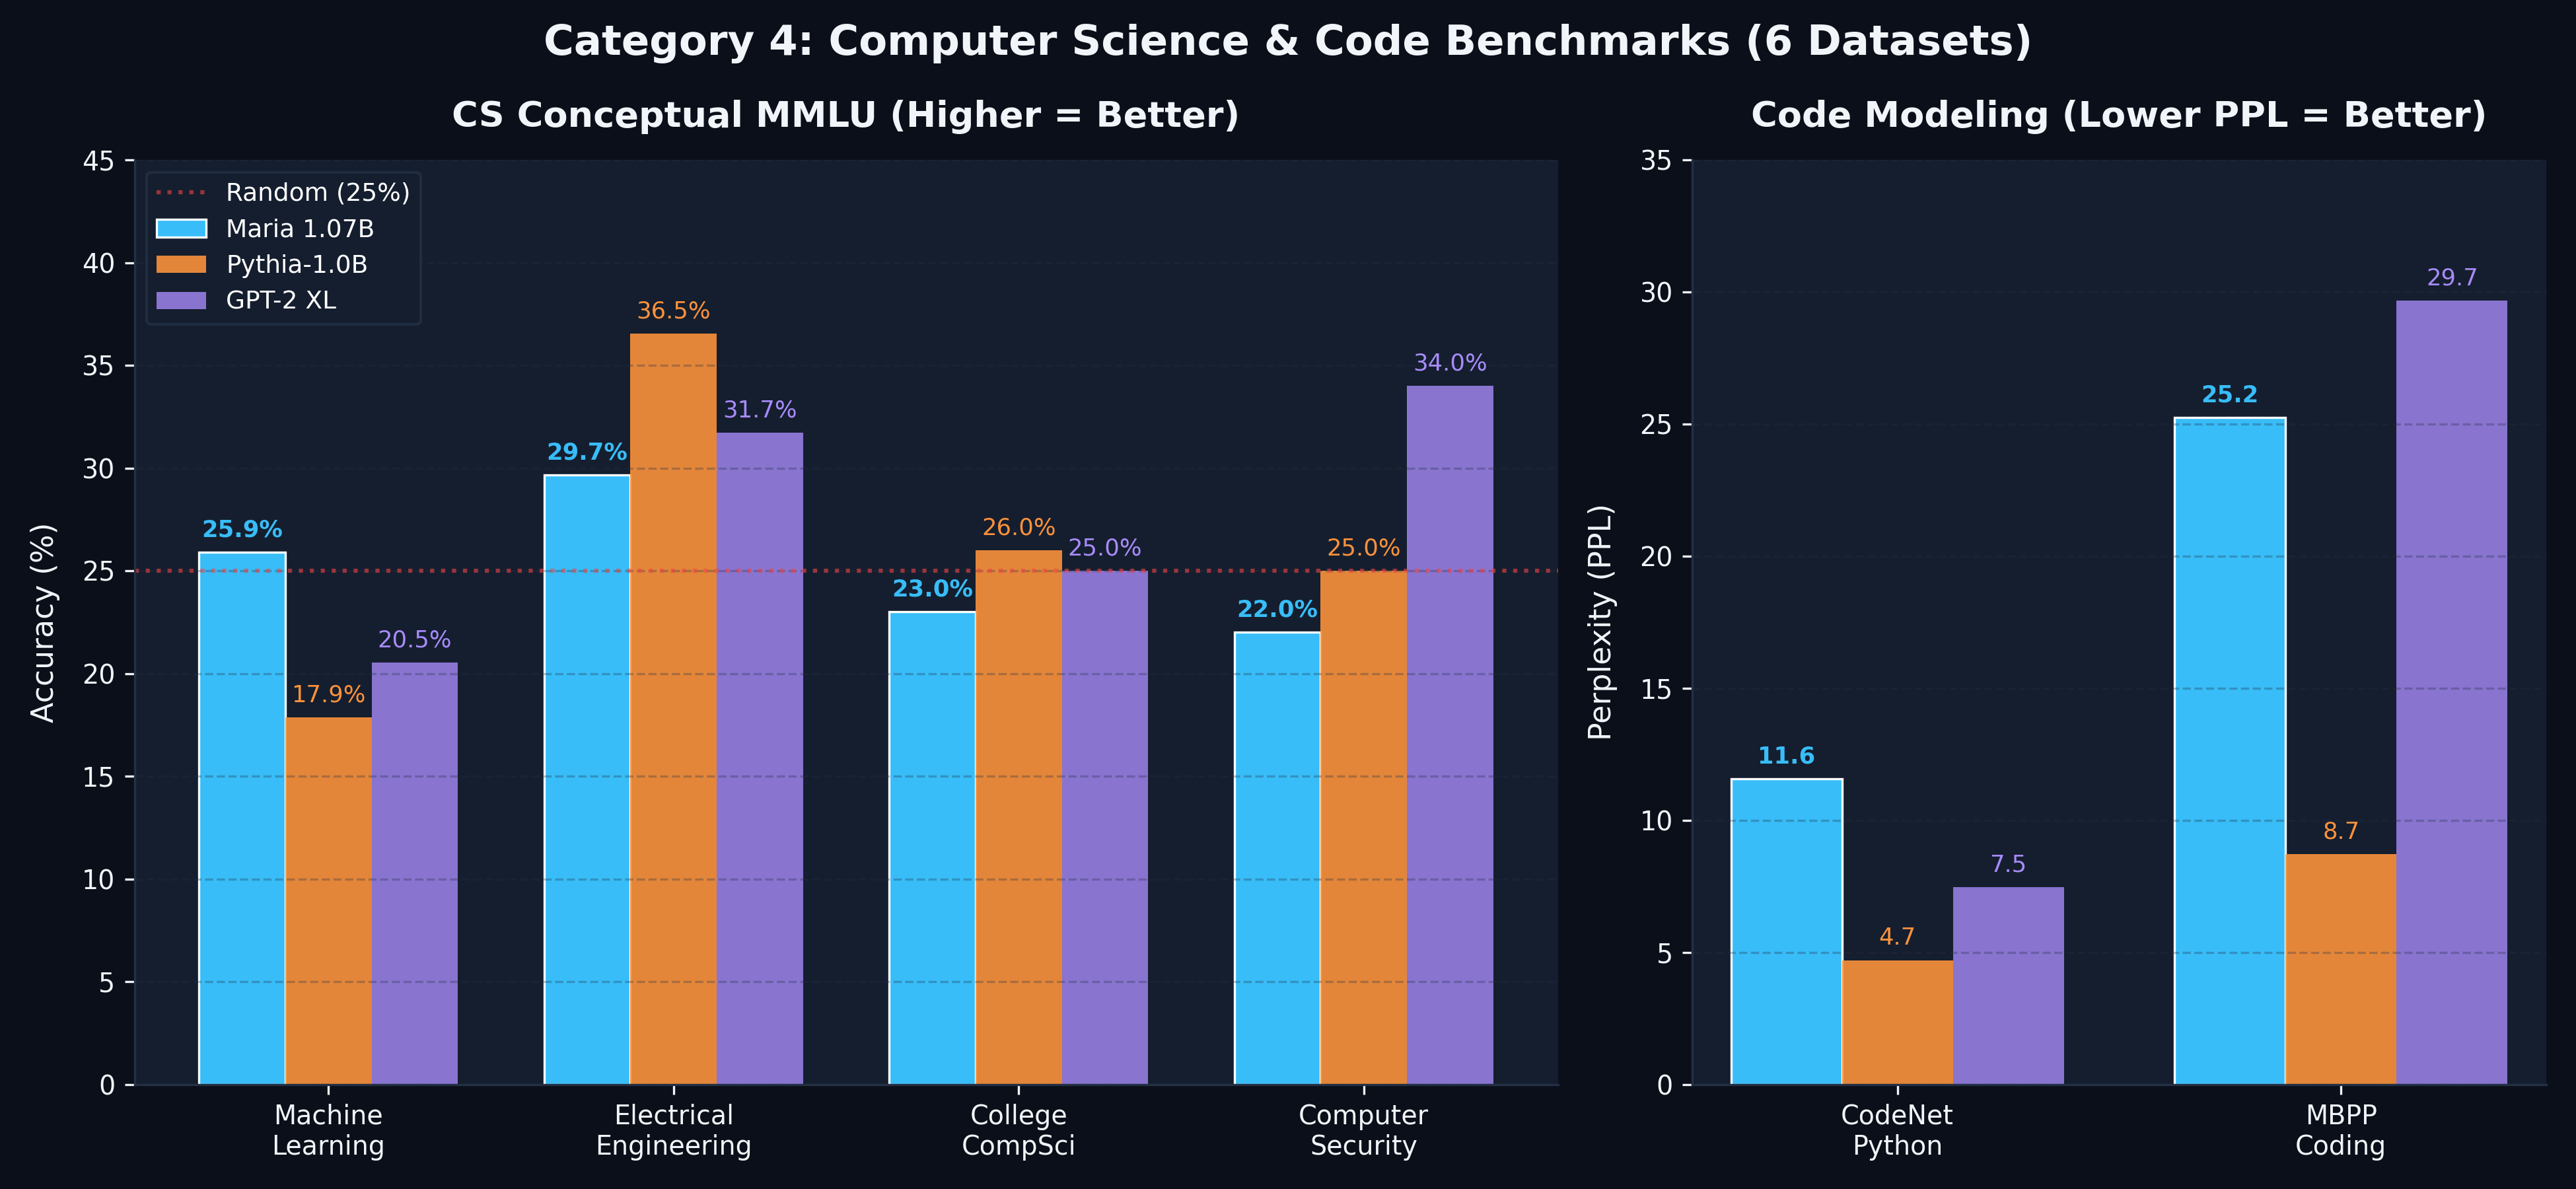 Category 4: Computer Science & Code Benchmarks (6 Datasets)
CS Conceptual MMLU (Higher = Better)
Accuracy (%)
45
40
35
30
25
20
15
10
5
0
Random (25%)
Maria 1.07B
Pythia-1.0B
GPT-2 XL
25.9%
17.9%
20.5%
29.7%
36.5%
31.7%
23.0%
26.0%
25.0%
22.0%
25.0%
34.0%
Machine
Learning
Electrical
Engineering
College
CompSci
Computer
Security
Code Modeling (Lower PPL = Better)
Perplexity (PPL)
35
30
25
20
15
10
5
0
11.6
4.7
7.5
25.2
8.7
29.7
CodeNet
Python
MBPP
Coding